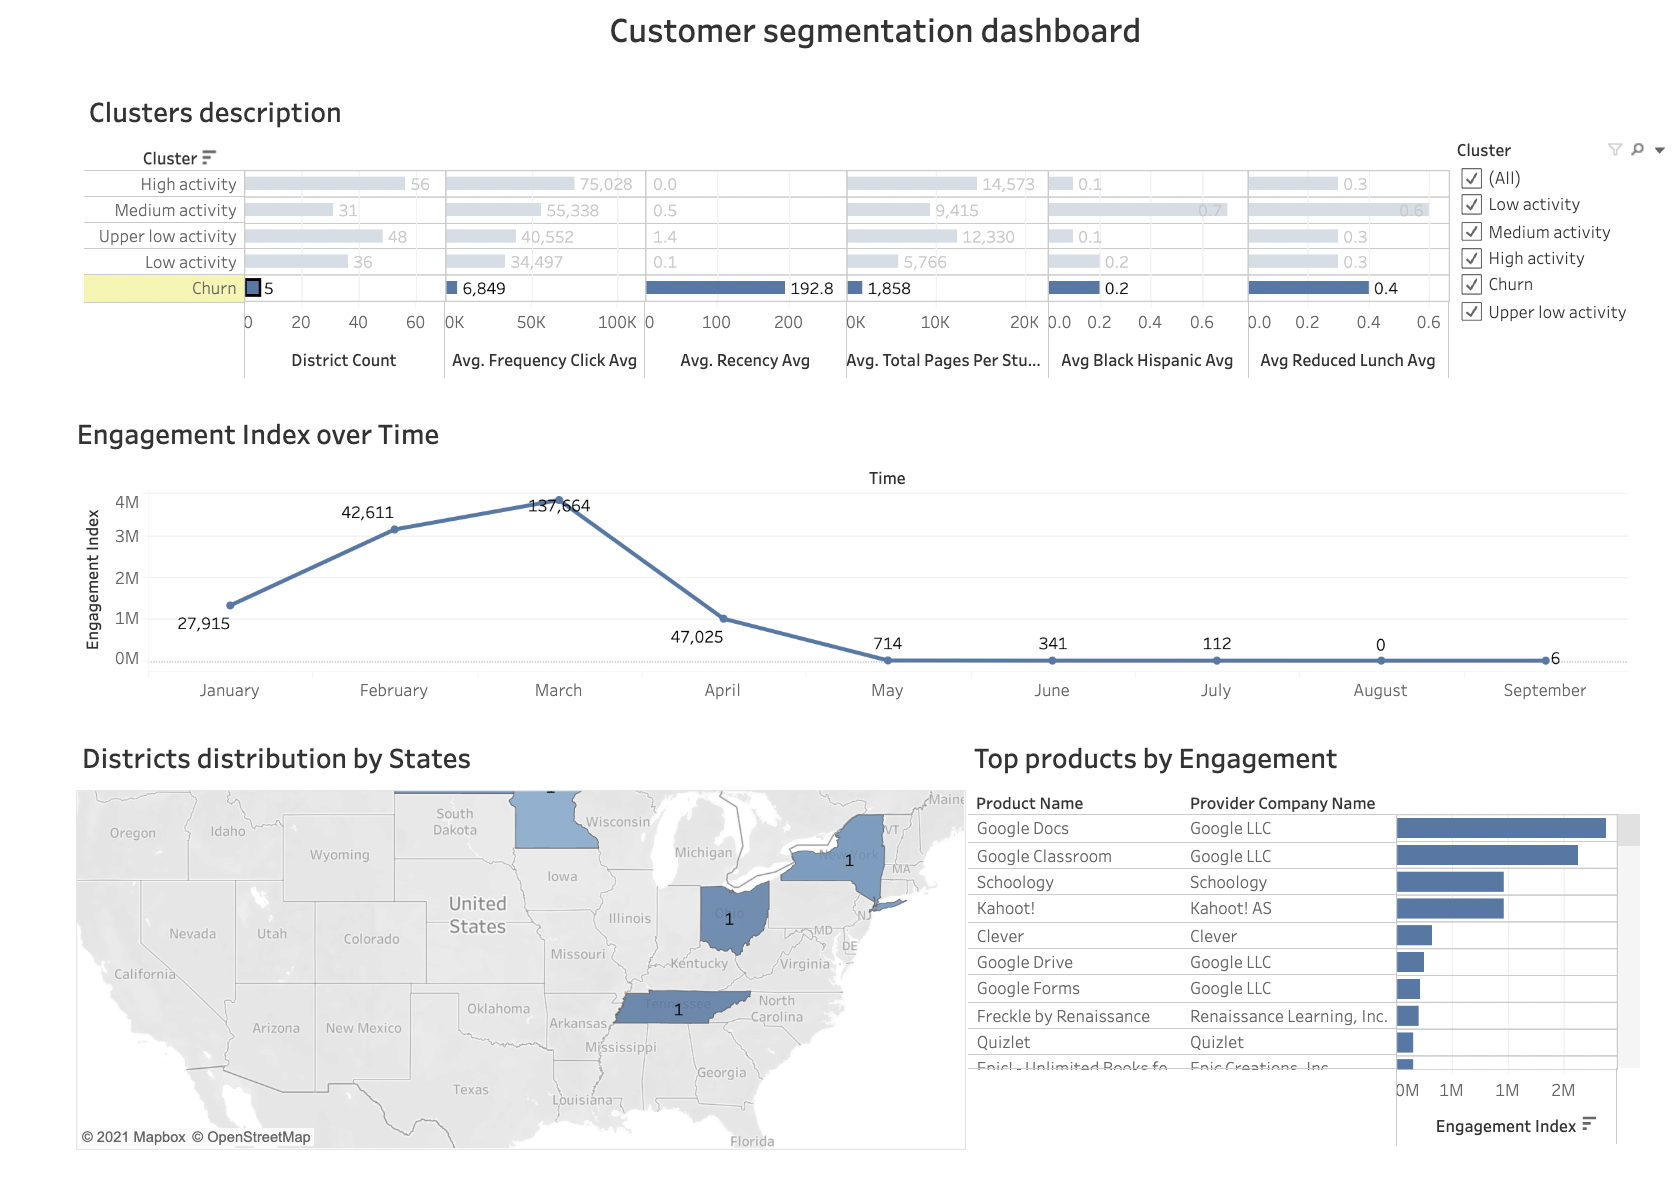 Customer segmentation dashboard
Clusters description
Cluster
High activity 56 75,028 0.0 14,573 0.1 0.3
Medium activity 31 55,338 0.5 9,415 0.7 0.6
Upper low activity 48 40,552 1.4 12,330 0.1 0.3
Low activity 36 34,497 0.1 5,766 0.2 0.3
Churn 5 6,849 192.8 1,858 0.2 0.4
0 20 40 60 0K 50K 100K 0 100 200 0K 10K 20K 0.0 0.2 0.4 0.6 0.0 0.2 0.4 0.6
District Count Avg. Frequency Click Avg Avg. Recency Avg Avg. Total Pages Per Stu... Avg Black Hispanic Avg Avg Reduced Lunch Avg
Cluster
(All)
Low activity
Medium activity
High activity
Churn
Upper low activity
Engagement Index over Time
Time
Engagement Index
4M
3M
2M
1M
0M
27,915
42,611
137,664
47,025
714
341
112
0
6
January February March April May June July August September
Districts distribution by States
Oregon
Idaho
South
Dakota
Wisconsin
Maine
Wyoming
Michigan
New York
1
VT
MA
Iowa
United
States
Nevada
Utah
Colorado
Illinois
Ohio
1
NJ
MD
DE
California
Missouri
Kentucky
Virginia
Tennessee
1
Oklahoma
Arkansas
North
Carolina
Arizona
New Mexico
Mississippi
Georgia
Texas
Louisiana
Florida
© 2021 Mapbox © OpenStreetMap
Top products by Engagement
Product Name Provider Company Name
Google Docs Google LLC
Google Classroom Google LLC
Schoology Schoology
Kahoot! Kahoot! AS
Clever Clever
Google Drive Google LLC
Google Forms Google LLC
Freckle by Renaissance Renaissance Learning, Inc.
Quizlet Quizlet
Epic! - Unlimited Books fo Epic Creations, Inc
0M 1M 1M 2M
Engagement Index